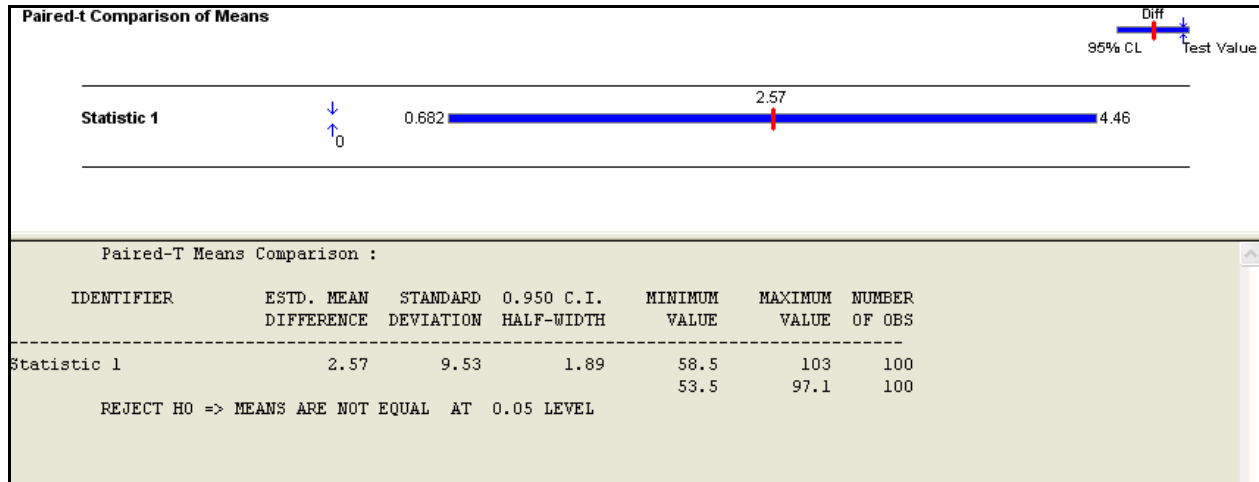 Paired-t Comparison of Means
Diff
95% CL Test Value
2.57
Statistic 1 0.682 4.46
0
Paired-T Means Comparison :
IDENTIFIER ESTD. MEAN STANDARD 0.950 C.I. MINIMUM MAXIMUM NUMBER
DIFFERENCE DEVIATION HALF-WIDTH VALUE VALUE OF OBS
Statistic 1 2.57 9.53 1.89 58.5 103 100
53.5 97.1 100
REJECT HO => MEANS ARE NOT EQUAL AT 0.05 LEVEL